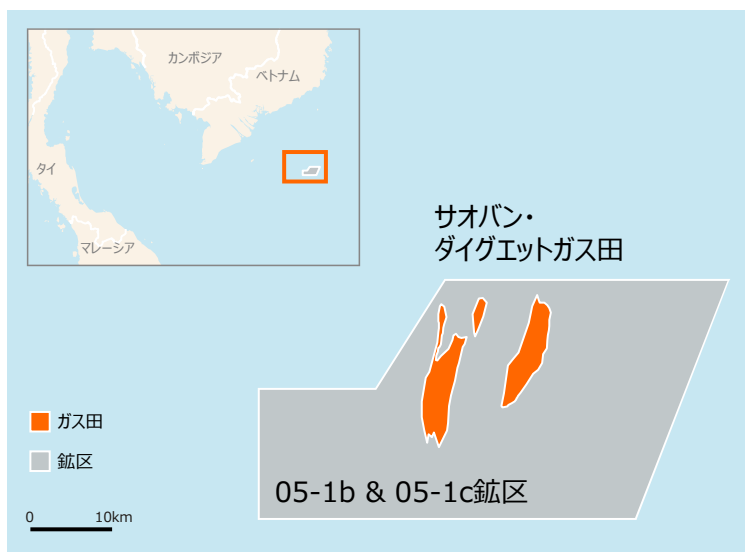 カンボジア
ベトナム
タイ
マレーシア
サオバン・
ダイグエットガス田
ガス田
鉱区
05-1b & 05-1c鉱区
0 10km